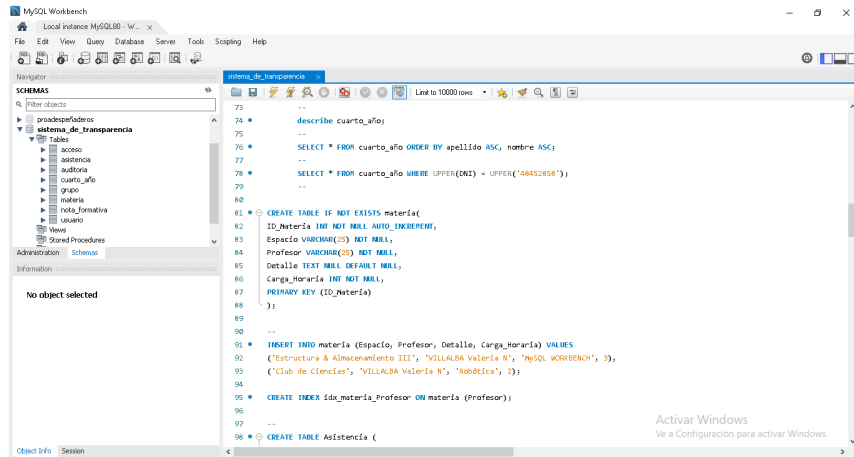 MySQL Workbench
Local instance MySQL80 - W... ×
File Edit View Query Database Server Tools Scripting Help
Navigator
SCHEMAS
Filter objects
proadespeñaderos
sistema_de_transparencia
Tables
acceso
asistencia
auditoria
cuarto_año
grupo
materia
nota_formativa
usuario
Views
Stored Procedures
Administration Schemas
Information
No object selected
Object Info Session
sistema_de_transparencia ×
Limit to 10000 rows
73 --
74 describe cuarto_año;
75 --
76 SELECT * FROM cuarto_año ORDER BY apellido ASC, nombre ASC;
77 --
78 SELECT * FROM cuarto_año WHERE UPPER(DNI) = UPPER('48452858');
79 --
80
81 CREATE TABLE IF NOT EXISTS materia(
82 ID_Materia INT NOT NULL AUTO_INCREMENT,
83 Espacio VARCHAR(25) NOT NULL,
84 Profesor VARCHAR(25) NOT NULL,
85 Detalle TEXT NULL DEFAULT NULL,
86 Carga_Horaria INT NOT NULL,
87 PRIMARY KEY (ID_Materia)
88 );
89
90 --
91 INSERT INTO materia (Espacio, Profesor, Detalle, Carga_Horaria) VALUES
92 ('Estructura & Almacenamiento III', 'VILLALBA Valeria N', 'MySQL WORKBENCH', 3),
93 ('Club de Ciencias', 'VILLALBA Valeria N', 'Robótica', 2);
94
95 CREATE INDEX idx_materia_Profesor ON materia (Profesor);
96
97 --
98 CREATE TABLE Asistencia (
Activar Windows
Ve a Configuración para activar Windows.